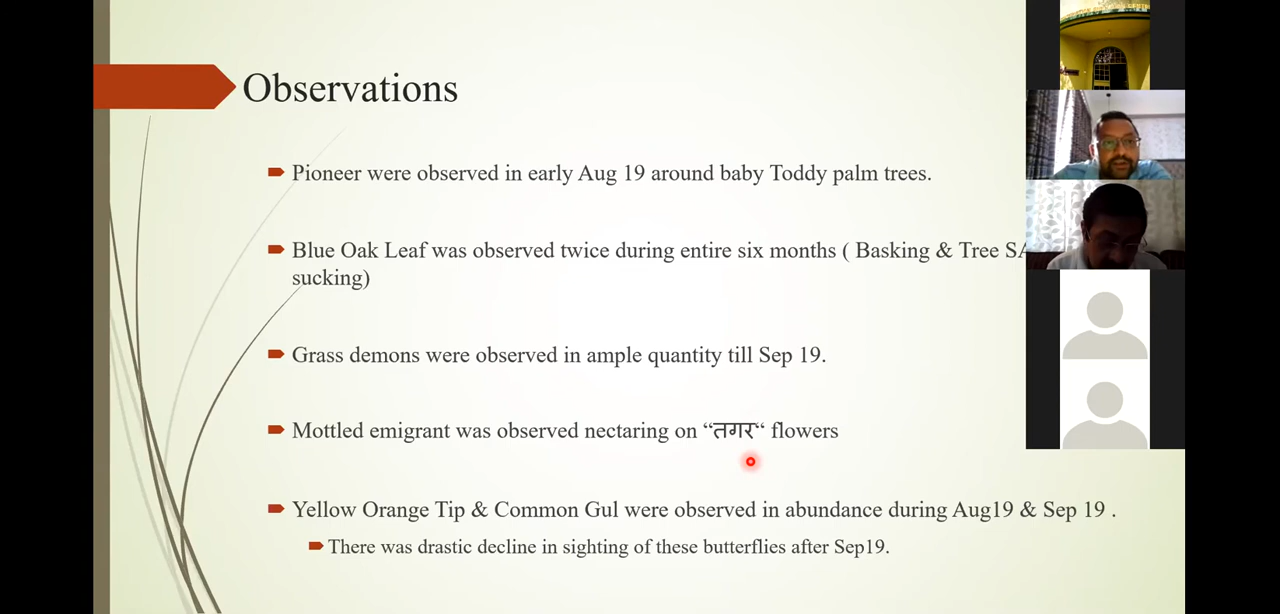 Observations
Pioneer were observed in early Aug 19 around baby Toddy palm trees.
Blue Oak Leaf was observed twice during entire six months ( Basking & Tree
sucking)
Grass demons were observed in ample quantity till Sep 19.
Mottled emigrant was observed nectaring on “तगर“ flowers
Yellow Orange Tip & Common Gul were observed in abundance during Aug19 & Sep 19 .
There was drastic decline in sighting of these butterflies after Sep19.